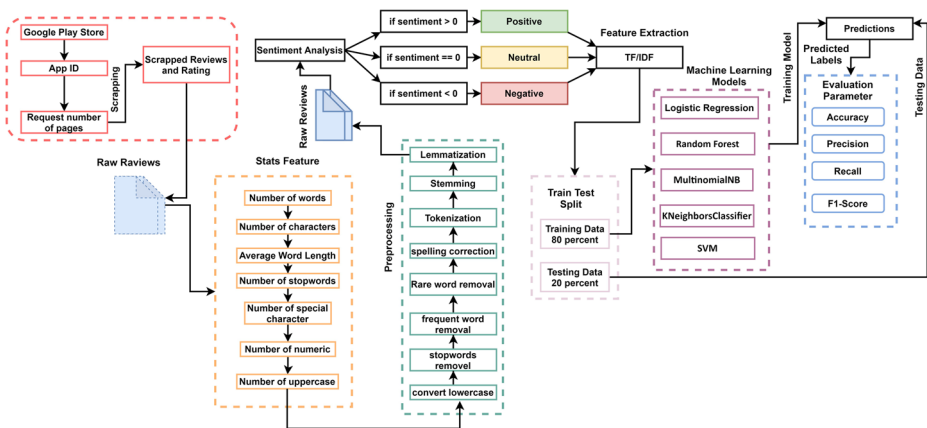 Google Play Store
App ID
Request number
of pages
Scrapping
Scrapped Reviews
and Rating
Raw Raviews
Stats Feature
Number of words
Number of characters
Average Word Length
Number of stopwords
Number of special
character
Number of numeric
Number of uppercase
Preprocessing
Lemmatization
Stemming
Tokenization
spelling correction
Rare word removal
frequent word
removal
stopwords
removel
convert lowercase
Raw Reviews
Sentiment Analysis
if sentiment > 0
if sentiment == 0
if sentiment < 0
Positive
Neutral
Negative
Feature Extraction
TF/IDF
Train Test
Split
Training Data
80 percent
Testing Data
20 percent
Machine Learning
Models
Logistic Regression
Random Forest
MultinomialNB
KNeighborsClassifier
SVM
Training Model
Predictions
Predicted
Labels
Testing Data
Evaluation
Parameter
Accuracy
Precision
Recall
F1-Score